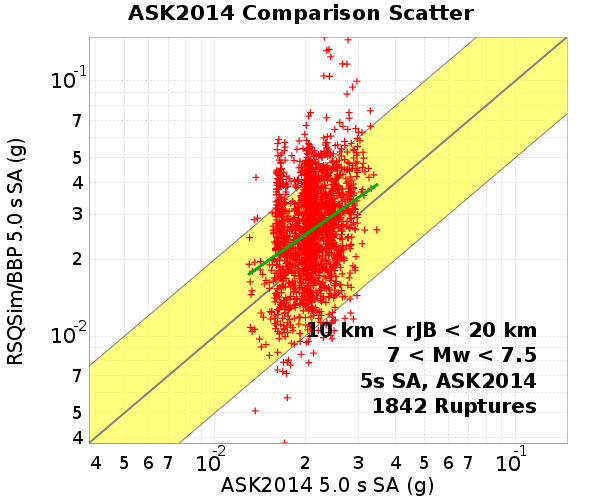 ASK2014 Comparison Scatter
RSQSim/BBP 5.0 s SA (g)
10-1
7
5
4
3
2
10-2
7
5
4
10 km < rJB < 20 km
7 < Mw < 7.5
5s SA, ASK2014
1842 Ruptures
4 5 6 7 10-2 2 3 4 5 6 7 10-1
ASK2014 5.0 s SA (g)